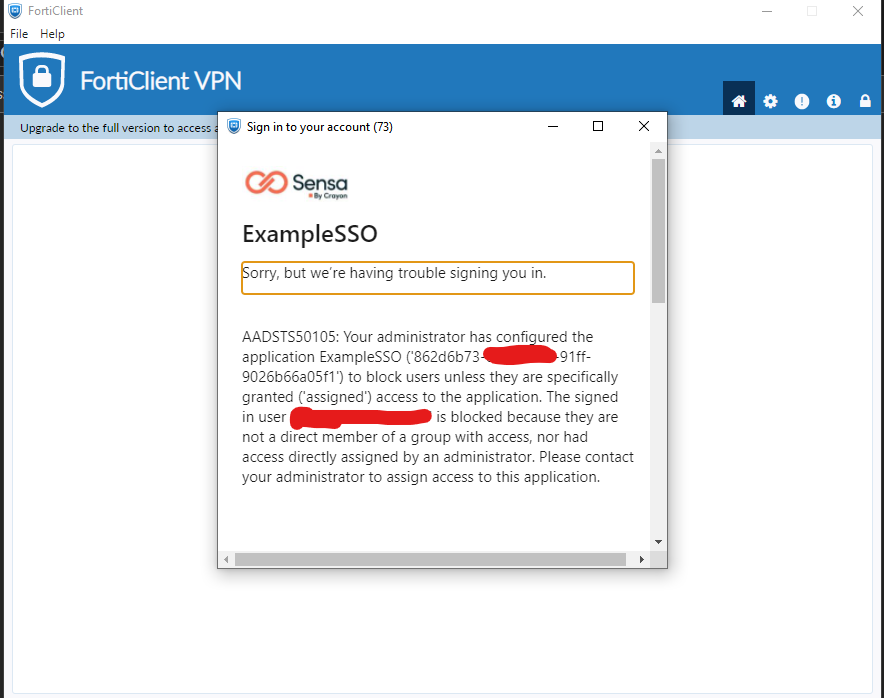 FortiClient
File Help
FortiClient VPN
Upgrade to the full version to access
Sign in to your account (73)
Sensa
By Crayon
ExampleSSO
Sorry, but we're having trouble signing you in.
AADSTS50105: Your administrator has configured the
application ExampleSSO ('862d6b73- -91ff-
9026b66a05f1') to block users unless they are specifically
granted ('assigned') access to the application. The signed
in user is blocked because they are
not a direct member of a group with access, nor had
access directly assigned by an administrator. Please contact
your administrator to assign access to this application.